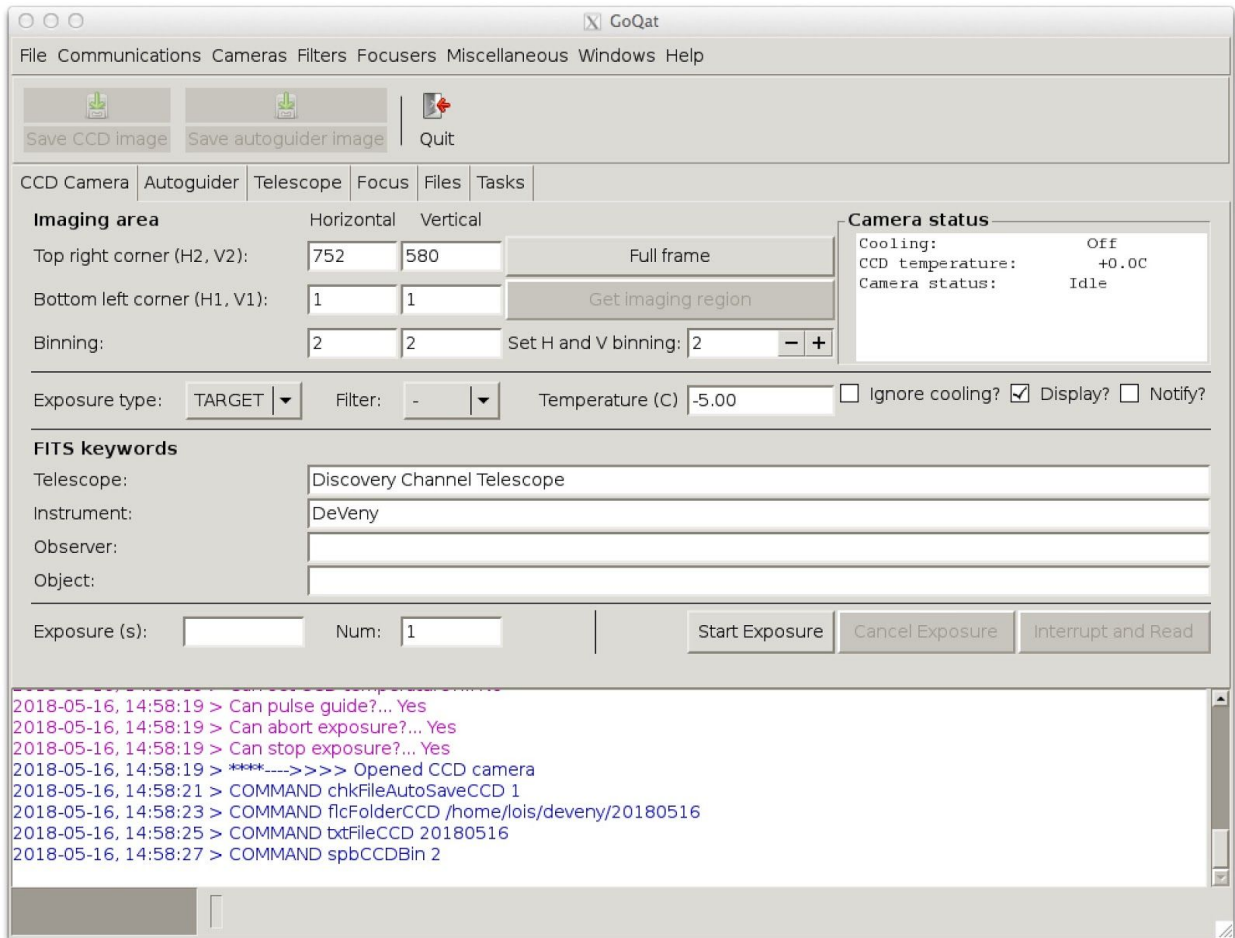 GoQat
File Communications Cameras Filters Focusers Miscellaneous Windows Help
Save CCD image Save autoguider image Quit
CCD Camera Autoguider Telescope Focus Files Tasks
Imaging area Horizontal Vertical
Top right corner (H2, V2): 752 580 Full frame
Bottom left corner (H1, V1): 1 1 Get imaging region
Binning: 2 2 Set H and V binning: 2 − +
Camera status
Cooling: Off
CCD temperature: +0.0C
Camera status: Idle
Exposure type: TARGET Filter: - Temperature (C) -5.00 Ignore cooling? Display? Notify?
FITS keywords
Telescope: Discovery Channel Telescope
Instrument: DeVeny
Observer:
Object:
Exposure (s): Num: 1 Start Exposure Cancel Exposure Interrupt and Read
2018-05-16, 14:58:19 > Can pulse guide?... Yes
2018-05-16, 14:58:19 > Can abort exposure?... Yes
2018-05-16, 14:58:19 > Can stop exposure?... Yes
2018-05-16, 14:58:19 > ****---->>>> Opened CCD camera
2018-05-16, 14:58:21 > COMMAND chkFileAutoSaveCCD 1
2018-05-16, 14:58:23 > COMMAND flcFolderCCD /home/lois/deveny/20180516
2018-05-16, 14:58:25 > COMMAND txtFileCCD 20180516
2018-05-16, 14:58:27 > COMMAND spbCCDBin 2